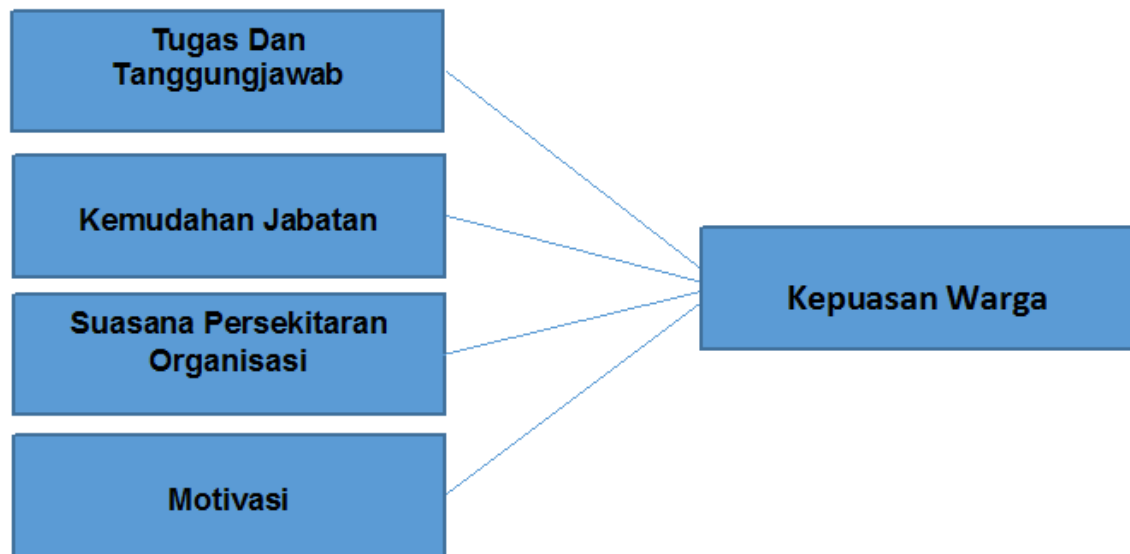 Tugas Dan
Tanggungjawab
Kemudahan Jabatan
Suasana Persekitaran
Organisasi
Motivasi
Kepuasan Warga